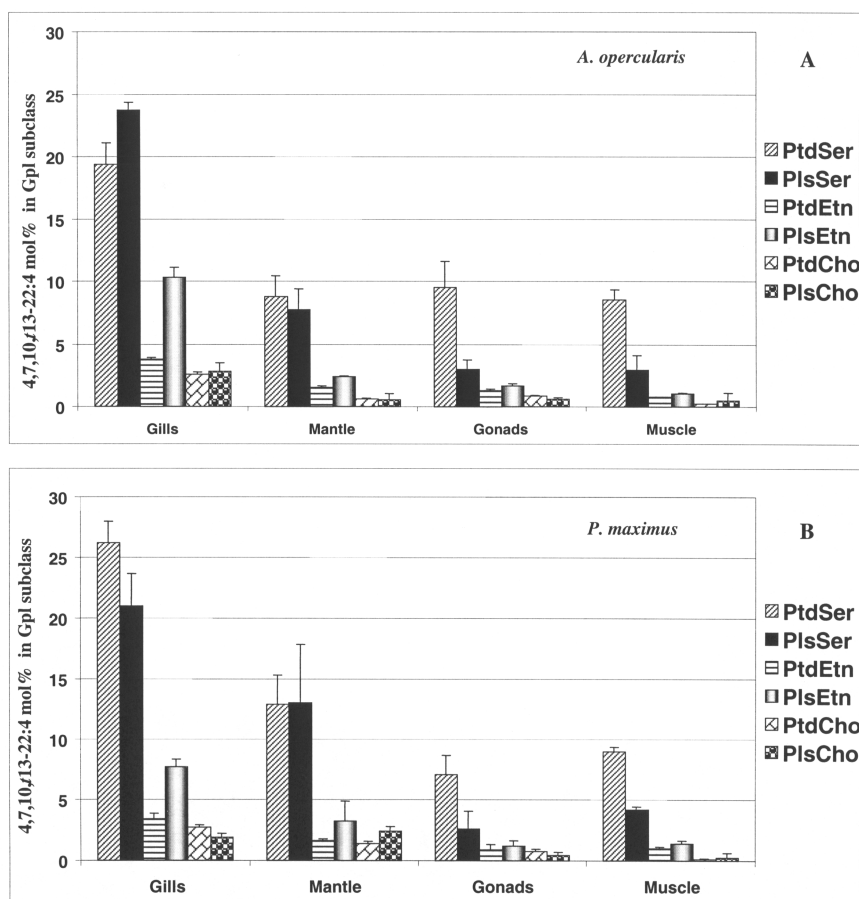 A. opercularis
A
4,7,10,t13-22:4 mol% in Gpl subclass
30
25
20
15
10
5
0
Gills Mantle Gonads Muscle
PtdSer
PlsSer
PtdEtn
PlsEtn
PtdCho
PlsCho
P. maximus
B
4,7,10,t13-22:4 mol% in Gpl subclass
30
25
20
15
10
5
0
Gills Mantle Gonads Muscle
PtdSer
PlsSer
PtdEtn
PlsEtn
PtdCho
PlsCho